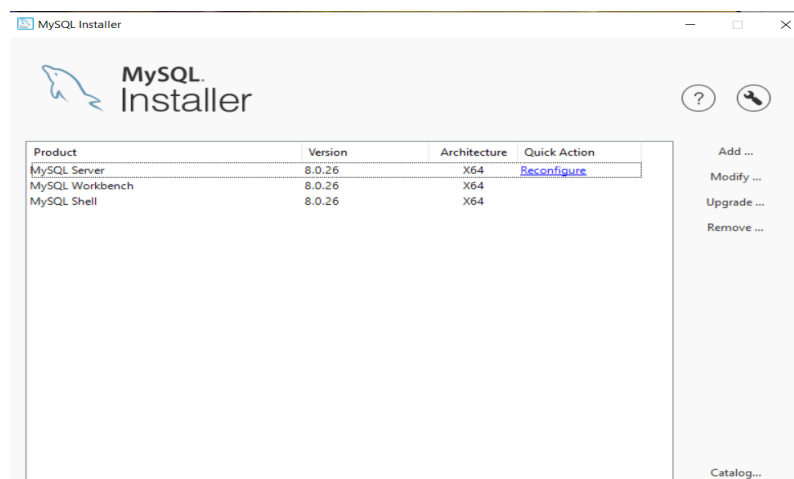 MySQL Installer
MySQL.
Installer
?
Product Version Architecture Quick Action
MySQL Server 8.0.26 X64 Reconfigure
MySQL Workbench 8.0.26 X64
MySQL Shell 8.0.26 X64
Add ...
Modify ...
Upgrade ...
Remove ...
Catalog...